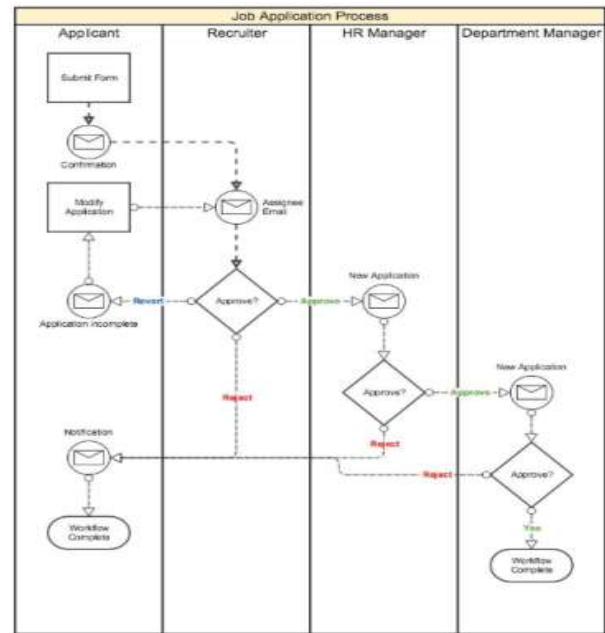 Job Application Process
Applicant
Recruiter
HR Manager
Department Manager
Submit Form
Confirmation
Modify
Application
Assignee
Email
New Application
Approve?
Revert
Approve
Application Incomplete
New Application
Approve?
Approve
Reject
Reject
Notification
Reject
Approve?
Yes
Workflow
Complete
Workflow
Complete